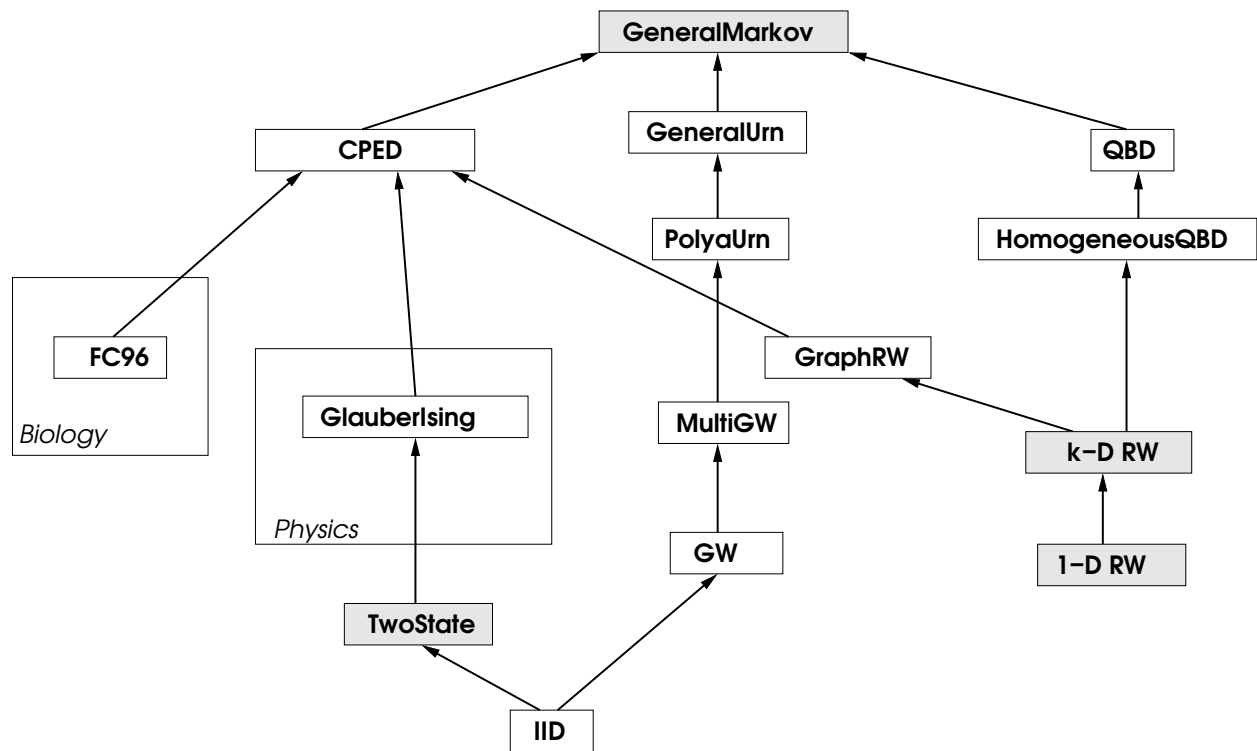 GeneralMarkov
GeneralUrn
CPED
QBD
PolyaUrn
HomogeneousQBD
FC96
GraphRW
GlauberIsing
MultiGW
Biology
k–D RW
Physics
GW
1–D RW
TwoState
IID